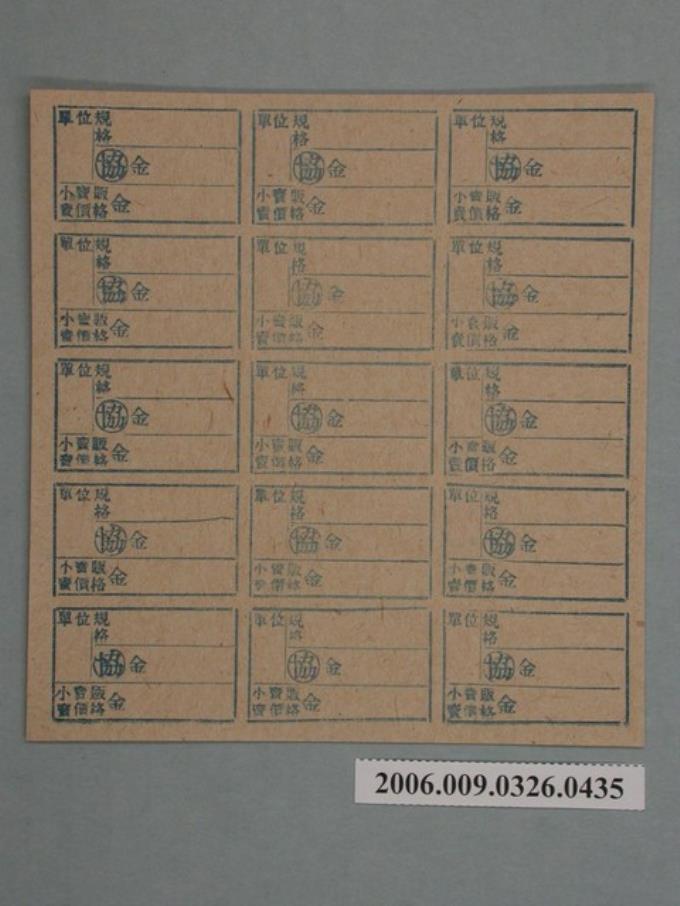 單位規
格
協金
小賣販
賣價格金
單位規
格
協金
小賣販
賣價格金
單位規
格
協金
小賣販
賣價格金
單位規
格
協金
小賣販
賣價格金
單位規
格
協金
小賣販
賣價格金
單位規
格
協金
小賣販
賣價格金
單位規
格
協金
小賣販
賣價格金
單位規
格
協金
小賣販
賣價格金
單位規
格
協金
小賣販
賣價格金
單位規
格
協金
小賣販
賣價格金
單位規
格
協金
小賣販
賣價格金
單位規
格
協金
小賣販
賣價格金
單位規
格
協金
小賣販
賣價格金
單位規
格
協金
小賣販
賣價格金
單位規
格
協金
小賣販
賣價格金
2006.009.0326.0435